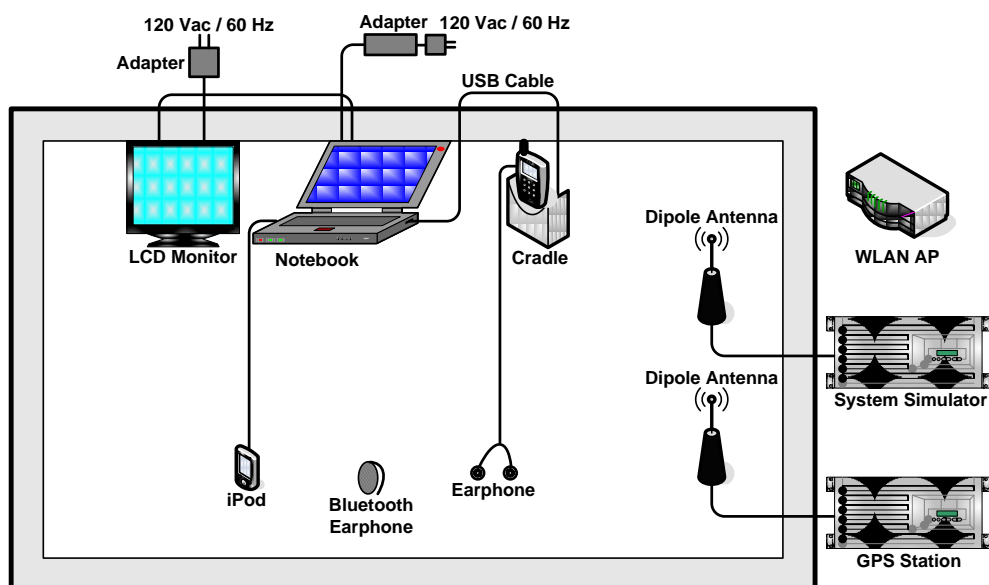 120 Vac / 60 Hz
Adapter
Adapter
120 Vac / 60 Hz
USB Cable
LCD Monitor
Notebook
Cradle
Dipole Antenna
WLAN AP
System Simulator
Dipole Antenna
iPod
Bluetooth
Earphone
Earphone
GPS Station